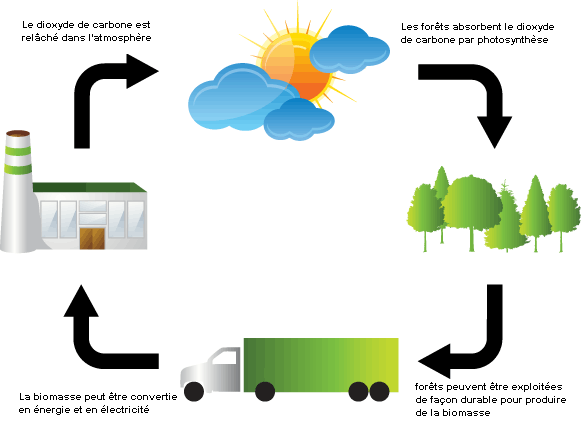 Le dioxyde de carbone est
relâché dans l'atmosphère
Les forêts absorbent le dioxyde
de carbone par photosynthèse
forêts peuvent être exploitées
de façon durable pour produire
de la biomasse
La biomasse peut être convertie
en énergie et en électricité